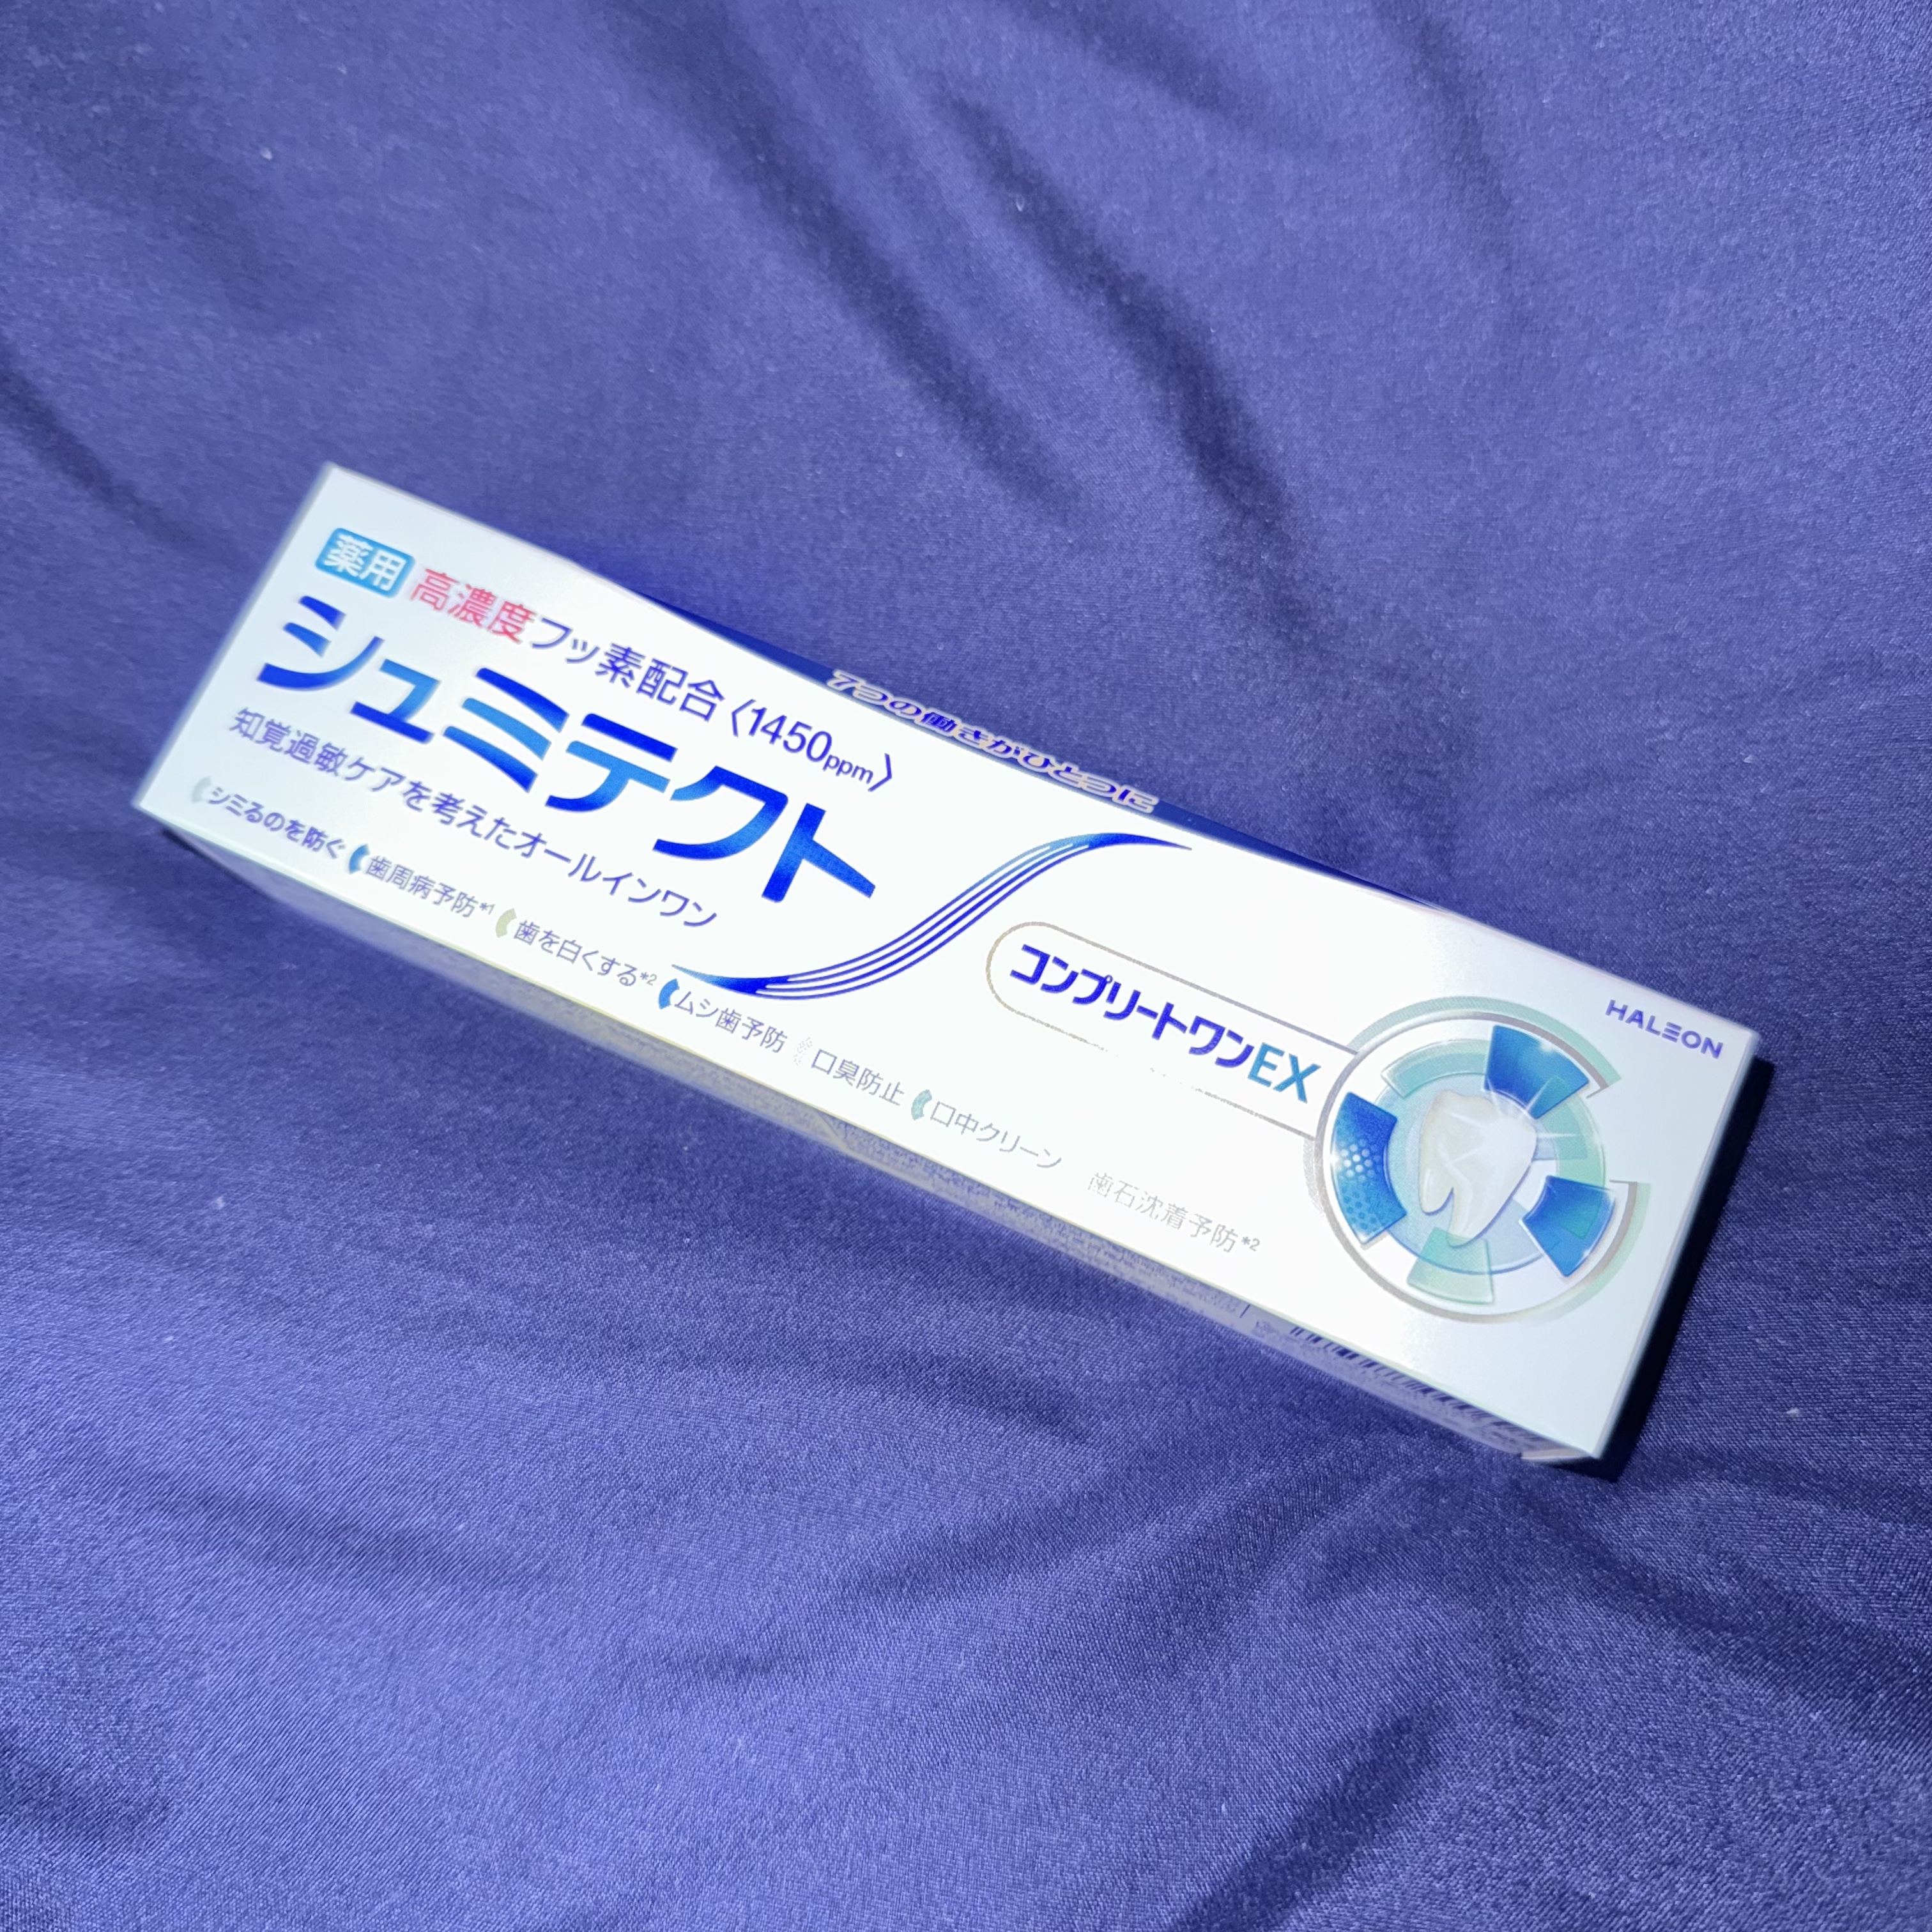 7つの働きがひとつに
薬用 高濃度フッ素配合〈1450ppm〉
シュミテクト
知覚過敏ケアを考えたオールインワン
シミるのを防ぐ 歯周病予防*1 歯を白くする*2 ムシ歯予防 口臭防止 口中クリーン 歯石沈着予防*2
コンプリートワンEX
HALEON